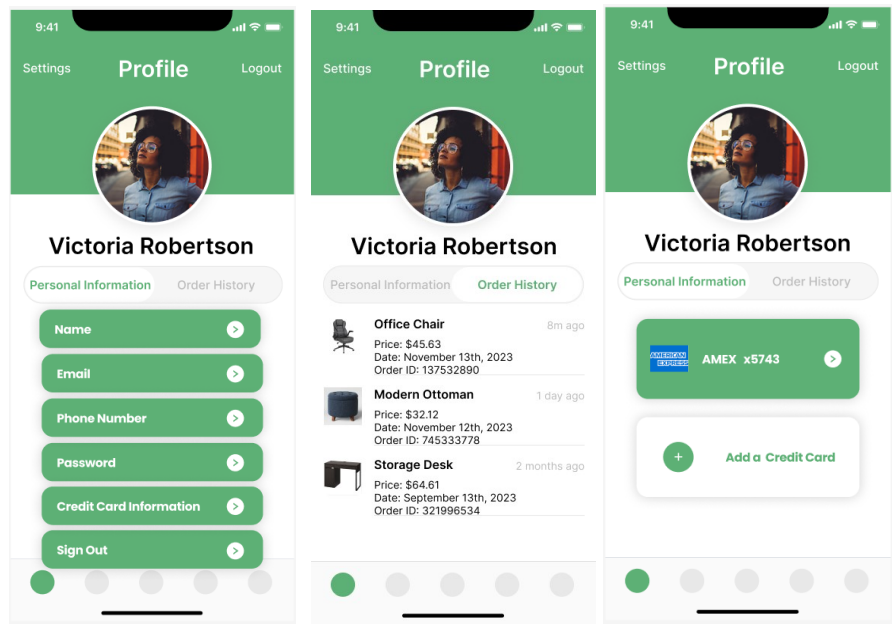 9:41
Settings Profile Logout
Victoria Robertson
Personal Information Order History
Name
Email
Phone Number
Password
Credit Card Information
Sign Out
9:41
Settings Profile Logout
Victoria Robertson
Personal Information Order History
Office Chair 8m ago
Price: $45.63
Date: November 13th, 2023
Order ID: 137532890
Modern Ottoman 1 day ago
Price: $32.12
Date: November 12th, 2023
Order ID: 745333778
Storage Desk 2 months ago
Price: $64.61
Date: September 13th, 2023
Order ID: 321996534
9:41
Settings Profile Logout
Victoria Robertson
Personal Information Order History
AMERICAN
EXPRESS
AMEX x5743
+ Add a Credit Card